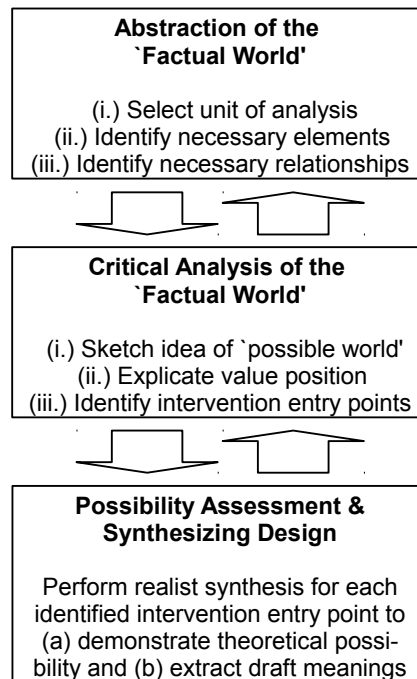 Abstraction of the
`Factual World'
(i.) Select unit of analysis
(ii.) Identify necessary elements
(iii.) Identify necessary relationships
Critical Analysis of the
`Factual World'
(i.) Sketch idea of `possible world'
(ii.) Explicate value position
(iii.) Identify intervention entry points
Possibility Assessment &
Synthesizing Design
Perform realist synthesis for each
identified intervention entry point to
(a) demonstrate theoretical possi-
bility and (b) extract draft meanings